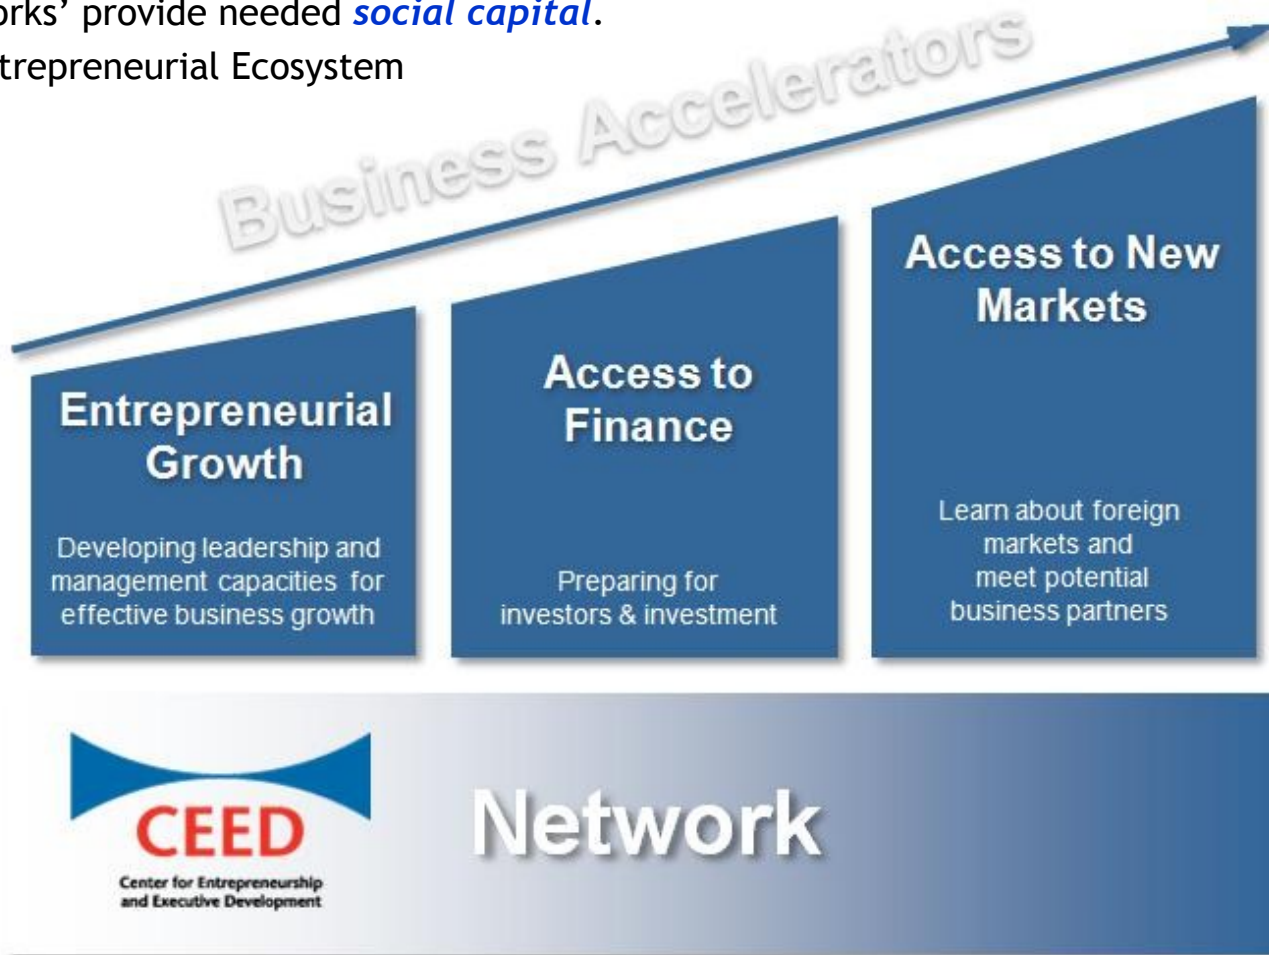 orks’ provide needed social capital.
trepreneurial Ecosystem
Business Accelerators
Entrepreneurial
Growth
Developing leadership and
management capacities for
effective business growth
Access to
Finance
Preparing for
investors & investment
Access to New
Markets
Learn about foreign
markets and
meet potential
business partners
CEED
Center for Entrepreneurship
and Executive Development
Network